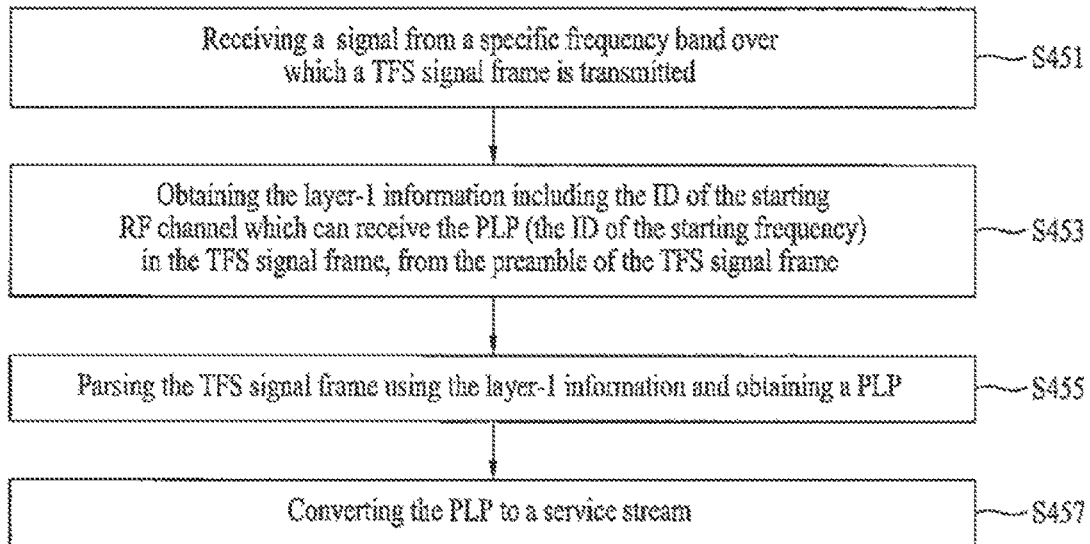 Receiving a signal from a specific frequency band over
which a TFS signal frame is transmitted
S451
Obtaining the layer-1 information including the ID of the starting
RF channel which can receive the PLP (the ID of the starting frequency)
in the TFS signal frame, from the preamble of the TFS signal frame
S453
Parsing the TFS signal frame using the layer-1 information and obtaining a PLP
S455
Converting the PLP to a service stream
S457